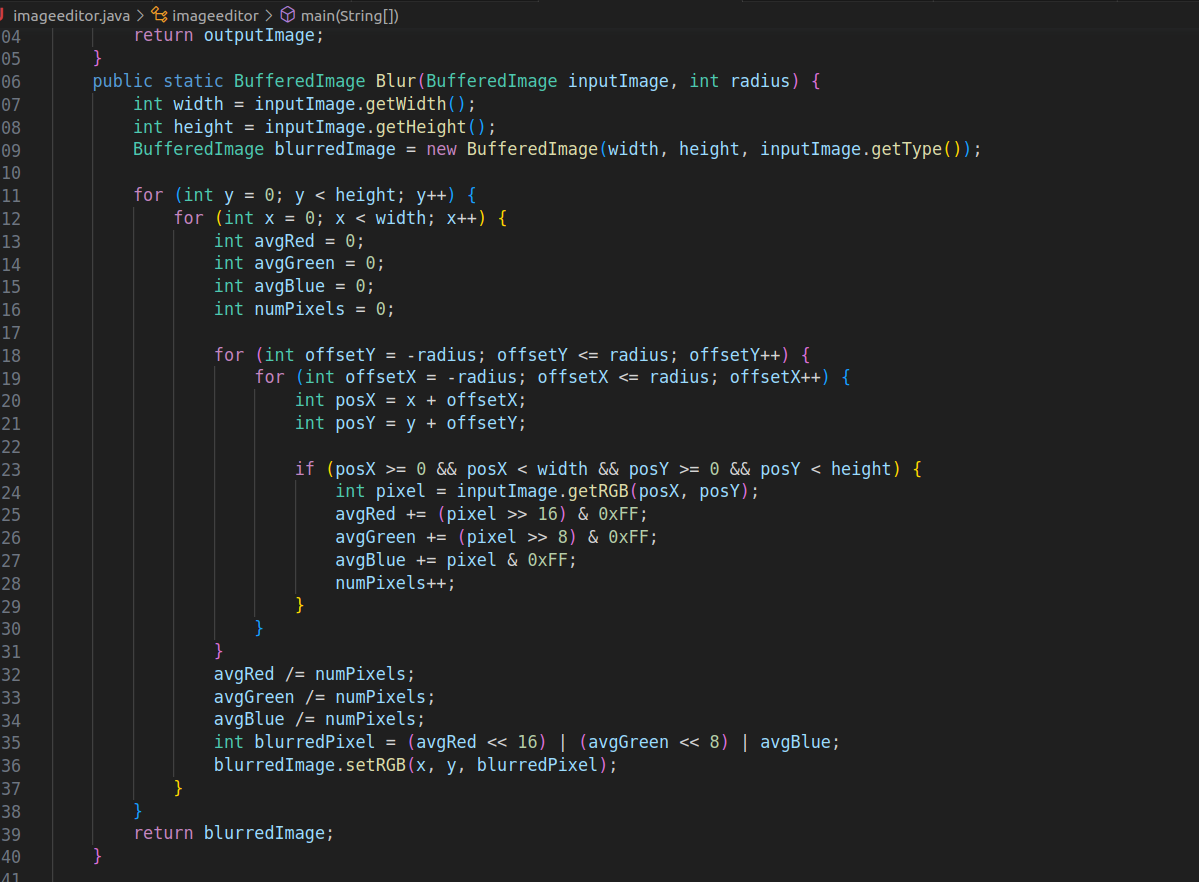 imageeditor.java > imageeditor > main(String[])
04 return outputImage;
05 }
06 public static BufferedImage Blur(BufferedImage inputImage, int radius) {
07 int width = inputImage.getWidth();
08 int height = inputImage.getHeight();
09 BufferedImage blurredImage = new BufferedImage(width, height, inputImage.getType());
10
11 for (int y = 0; y < height; y++) {
12 for (int x = 0; x < width; x++) {
13 int avgRed = 0;
14 int avgGreen = 0;
15 int avgBlue = 0;
16 int numPixels = 0;
17
18 for (int offsetY = -radius; offsetY <= radius; offsetY++) {
19 for (int offsetX = -radius; offsetX <= radius; offsetX++) {
20 int posX = x + offsetX;
21 int posY = y + offsetY;
22
23 if (posX >= 0 && posX < width && posY >= 0 && posY < height) {
24 int pixel = inputImage.getRGB(posX, posY);
25 avgRed += (pixel >> 16) & 0xFF;
26 avgGreen += (pixel >> 8) & 0xFF;
27 avgBlue += pixel & 0xFF;
28 numPixels++;
29 }
30 }
31 }
32 avgRed /= numPixels;
33 avgGreen /= numPixels;
34 avgBlue /= numPixels;
35 int blurredPixel = (avgRed << 16) | (avgGreen << 8) | avgBlue;
36 blurredImage.setRGB(x, y, blurredPixel);
37 }
38 }
39 return blurredImage;
40 }
41